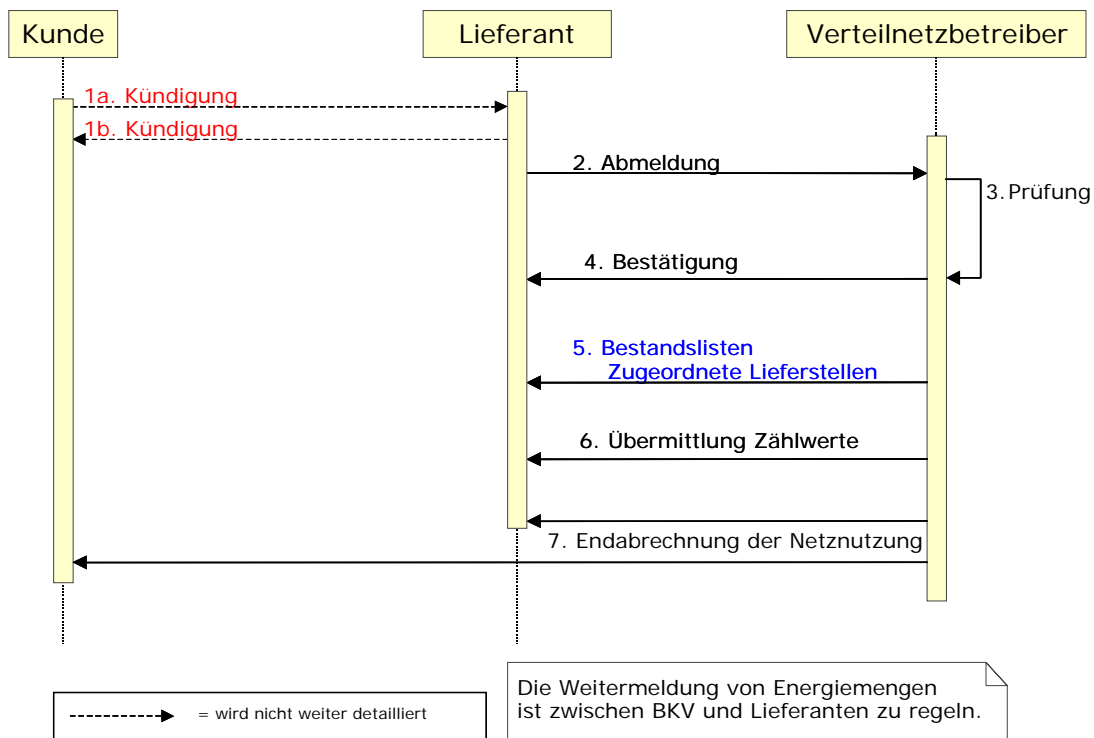 Kunde
Lieferant
Verteilnetzbetreiber
1a. Kündigung
1b. Kündigung
2. Abmeldung
3. Prüfung
4. Bestätigung
5. Bestandslisten
Zugeordnete Lieferstellen
6. Übermittlung Zählwerte
7. Endabrechnung der Netznutzung
= wird nicht weiter detailliert
Die Weitermeldung von Energiemengen
ist zwischen BKV und Lieferanten zu regeln.